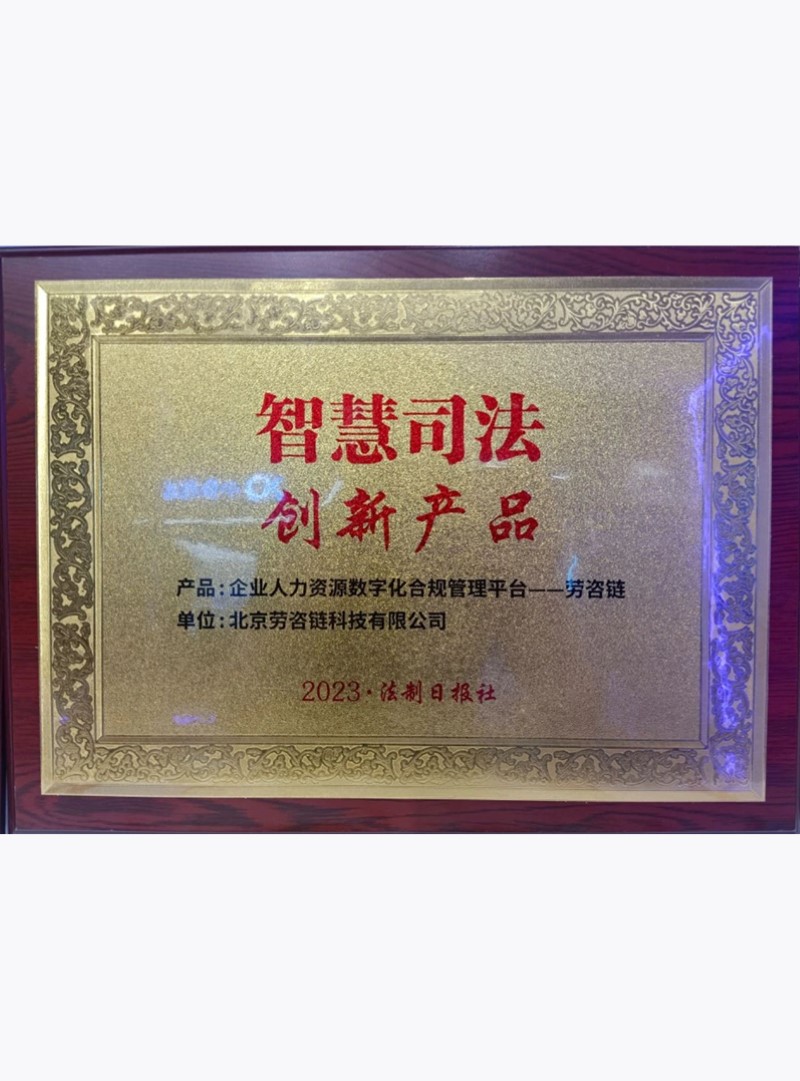 智慧司法
创新产品
产品:企业人力资源数字化合规管理平台——劳咨链
单位:北京劳咨链科技有限公司
2023·法制日报社